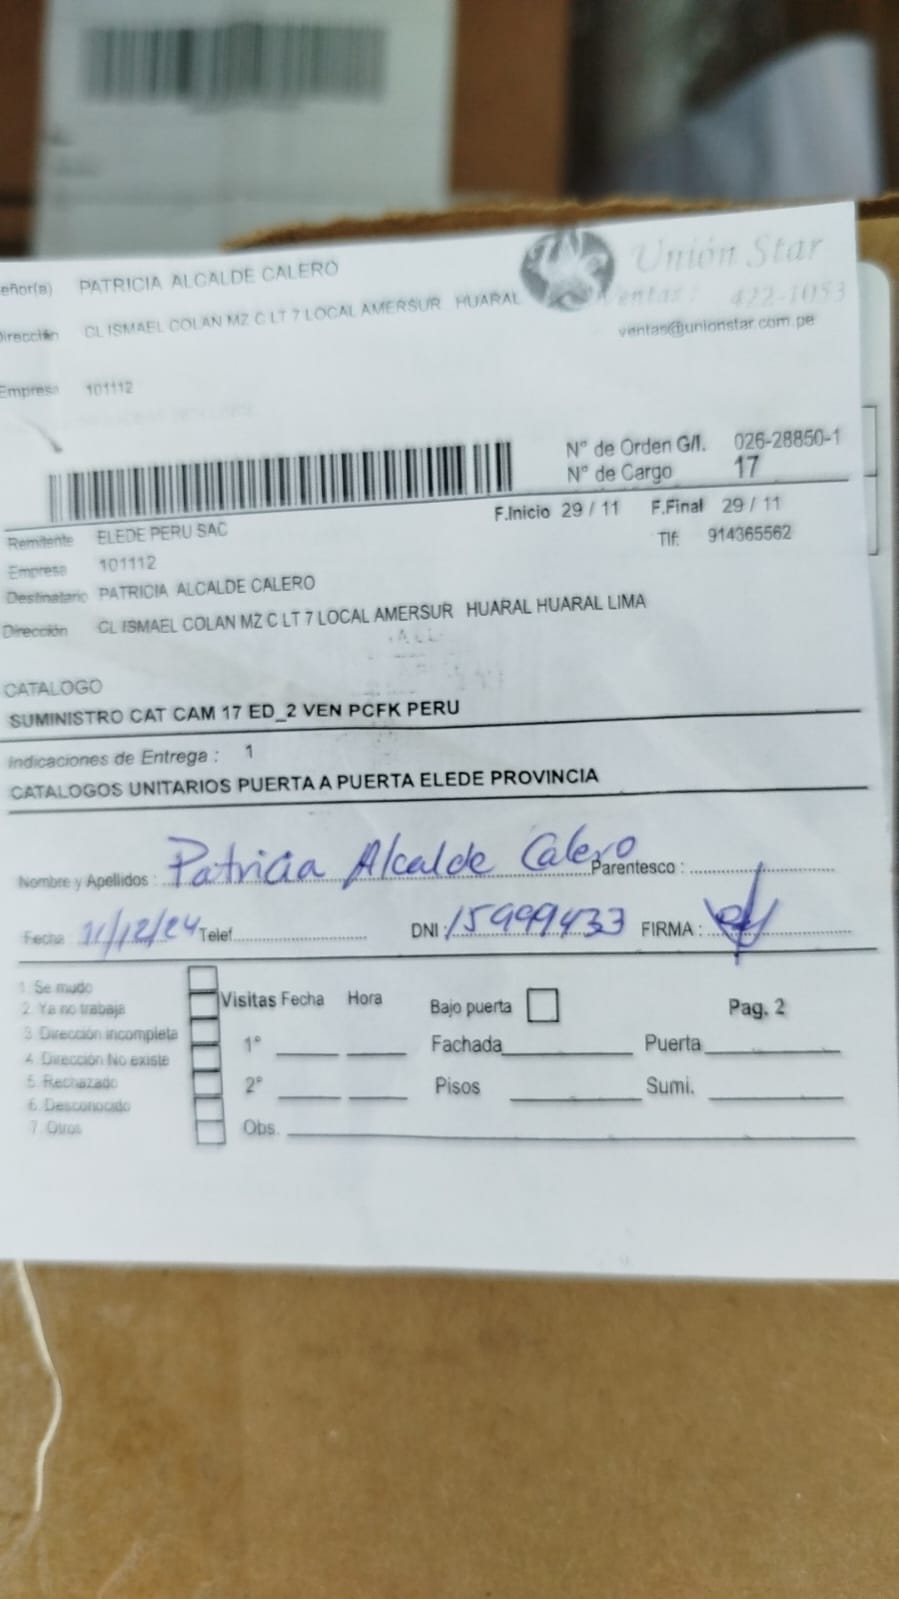 eñor(s) PATRICIA ALCALDE CALERO
Unión Star
Dirección CL ISMAEL COLAN MZ C LT 7 LOCAL AMERSUR HUARAL
Ventas: 422-1053
ventas@unionstar.com.pe
Empresa 101112
N° de Orden G/I. 026-28850-1
N° de Cargo 17
F.Inicio 29 / 11 F.Final 29 / 11
Remitente ELEDE PERU SAC
Tlf: 914365562
Empresa 101112
Destinatario PATRICIA ALCALDE CALERO
Dirección CL ISMAEL COLAN MZ C LT 7 LOCAL AMERSUR HUARAL HUARAL LIMA
CATALOGO
SUMINISTRO CAT CAM 17 ED_2 VEN PCFK PERU
Indicaciones de Entrega : 1
CATALOGOS UNITARIOS PUERTA A PUERTA ELEDE PROVINCIA
Nombre y Apellidos : Patricia Alcalde Calero Parentesco :
Fecha 11/12/24 Telef. DNI : 15999433 FIRMA :
1. Se mudo
2. Ya no trabaja
3. Dirección incompleta
4. Dirección No existe
5. Rechazado
6. Desconocido
7. Otros
Visitas Fecha Hora Bajo puerta Pag. 2
1° Fachada Puerta
2° Pisos Sumi.
Obs.